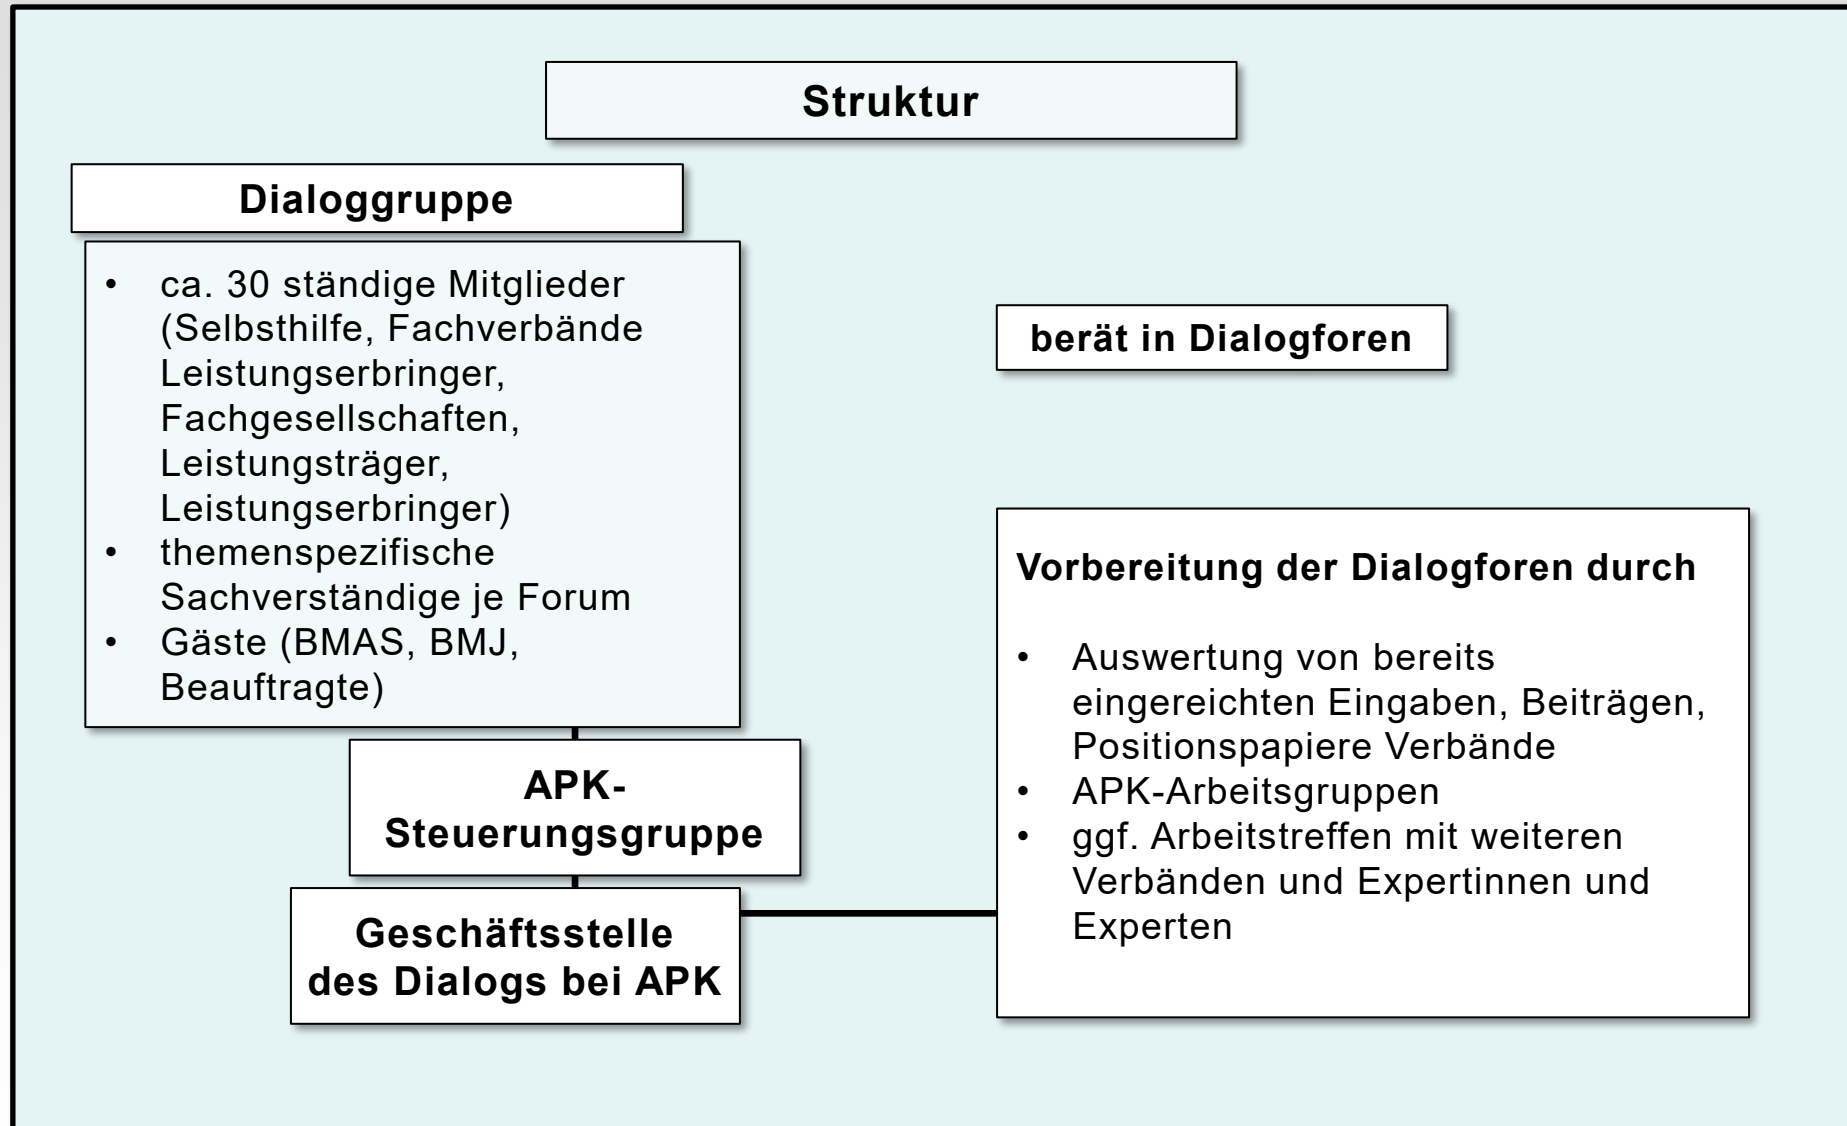 Struktur
Dialoggruppe
• ca. 30 ständige Mitglieder
(Selbsthilfe, Fachverbände
Leistungserbringer,
Fachgesellschaften,
Leistungsträger,
Leistungserbringer)
• themenspezifische
Sachverständige je Forum
• Gäste (BMAS, BMJ,
Beauftragte)
APK-
Steuerungsgruppe
Geschäftsstelle
des Dialogs bei APK
berät in Dialogforen
Vorbereitung der Dialogforen durch
• Auswertung von bereits
eingereichten Eingaben, Beiträgen,
Positionspapiere Verbände
• APK-Arbeitsgruppen
• ggf. Arbeitstreffen mit weiteren
Verbänden und Expertinnen und
Experten